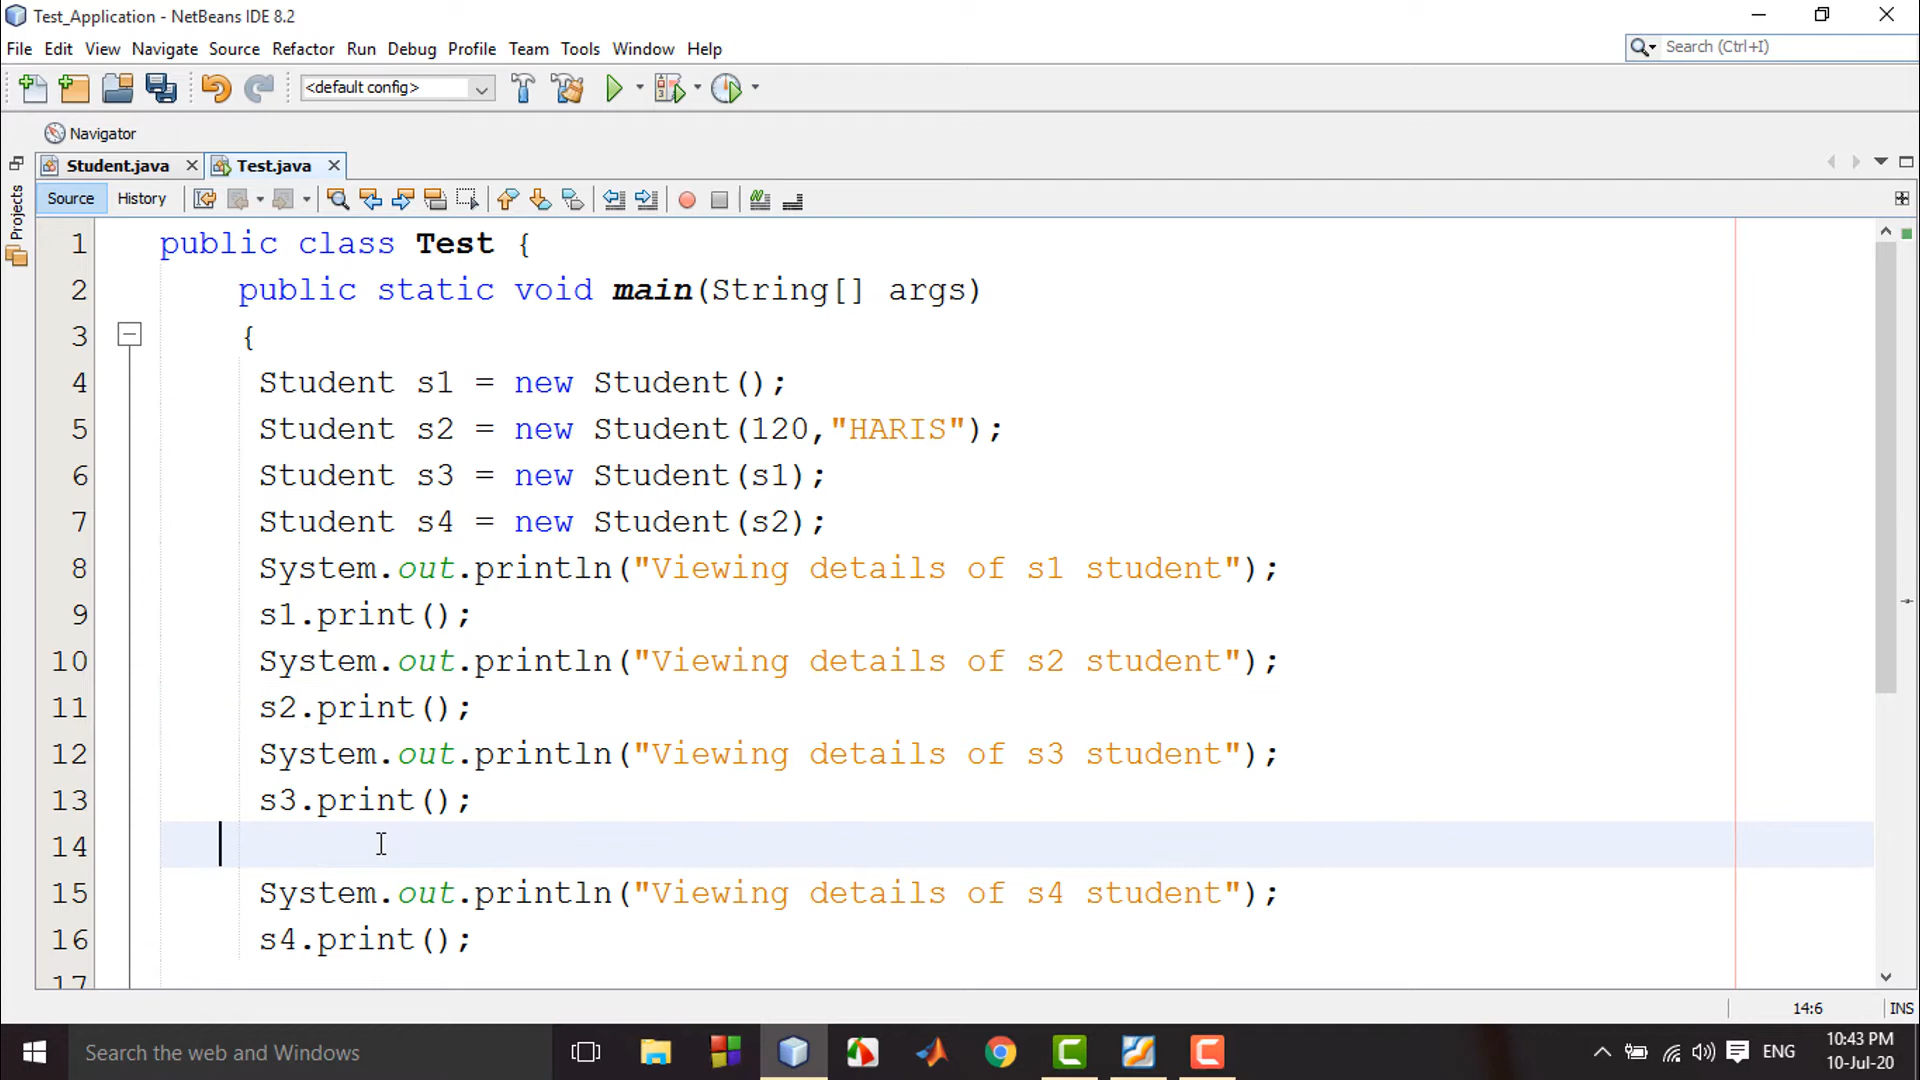 Test_Application - NetBeans IDE 8.2
File Edit View Navigate Source Refactor Run Debug Profile Team Tools Window Help
Search (Ctrl+I)
<default config>
Navigator
Projects
Student.java Test.java
Source History
1 public class Test {
2 public static void main(String[] args)
3 {
4 Student s1 = new Student();
5 Student s2 = new Student(120,"HARIS");
6 Student s3 = new Student(s1);
7 Student s4 = new Student(s2);
8 System.out.println("Viewing details of s1 student");
9 s1.print();
10 System.out.println("Viewing details of s2 student");
11 s2.print();
12 System.out.println("Viewing details of s3 student");
13 s3.print();
14
15 System.out.println("Viewing details of s4 student");
16 s4.print();
17
14:6 INS
Search the web and Windows
ENG
10:43 PM
10-Jul-20